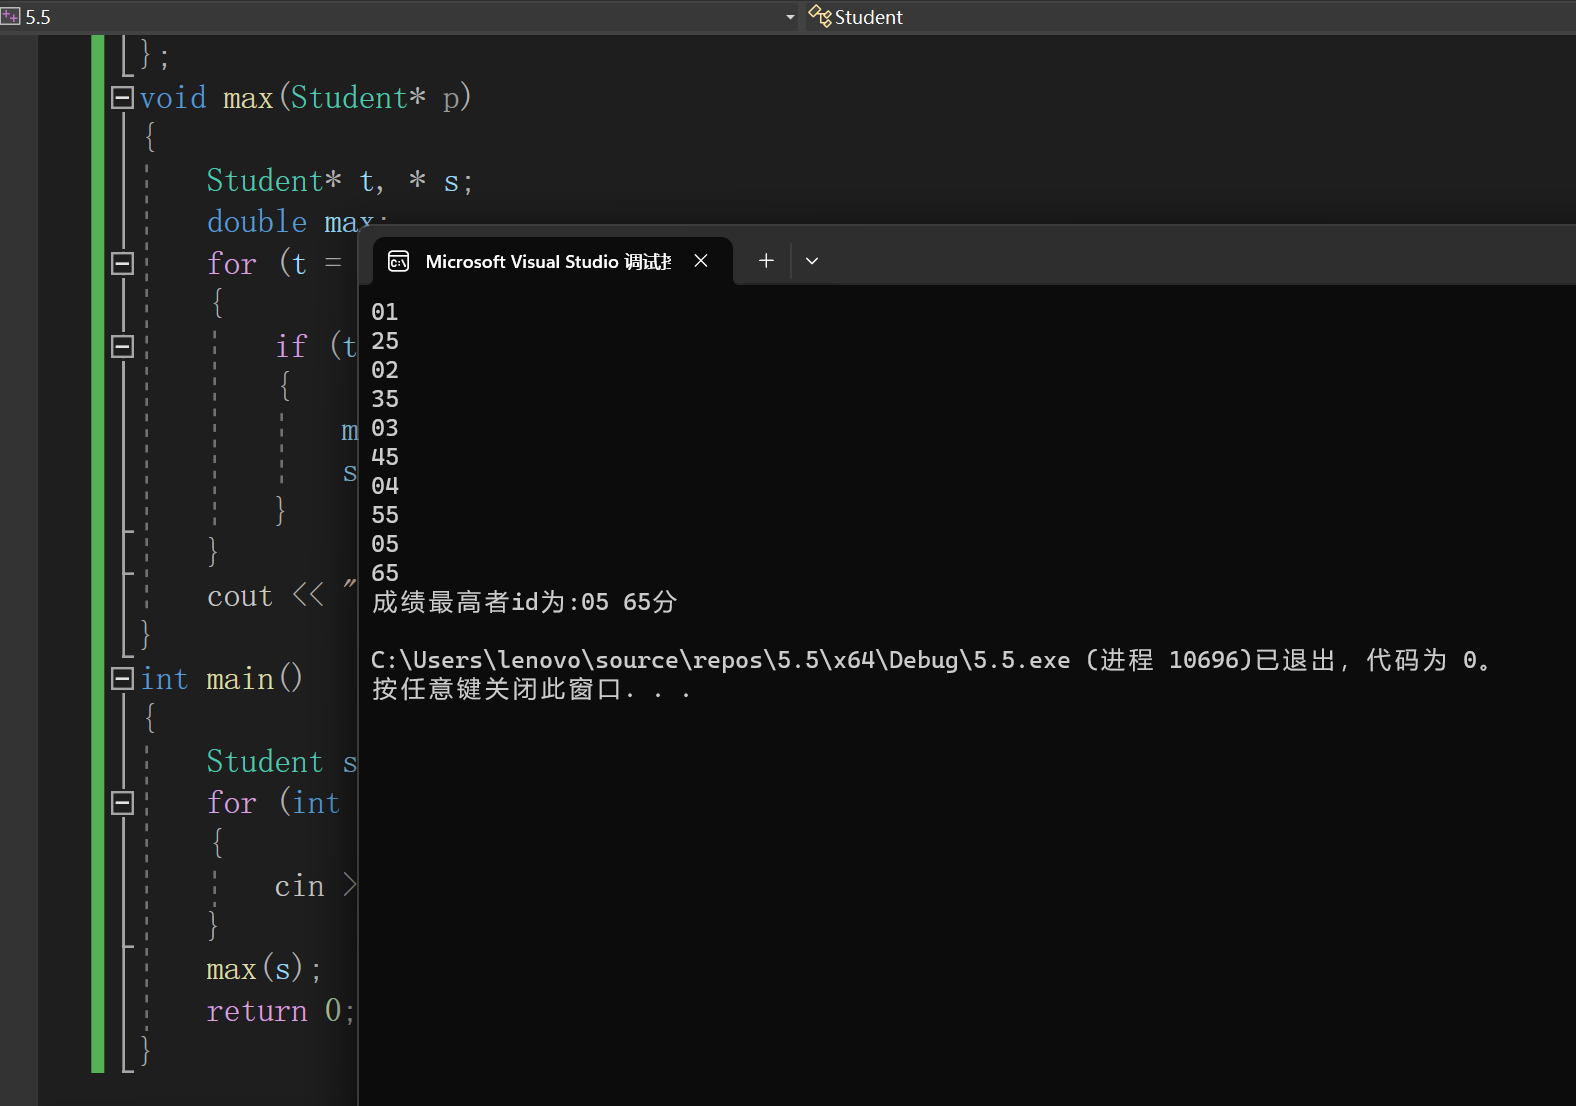 5.5
Student
};
void max(Student* p)
{
Student* t, * s;
double max;
for (t =
{
if (t
{
m
s
}
}
cout << "
}
int main()
{
Student s
for (int
{
cin >
}
max(s);
return 0;
}
Microsoft Visual Studio
01
25
02
35
03
45
04
55
05
65
成绩最高者id为:05 65分
C:\Users\lenovo\source\repos\5.5\x64\Debug\5.5.exe (进程 10696)已退出，代码为 0。
按任意键关闭此窗口. . .